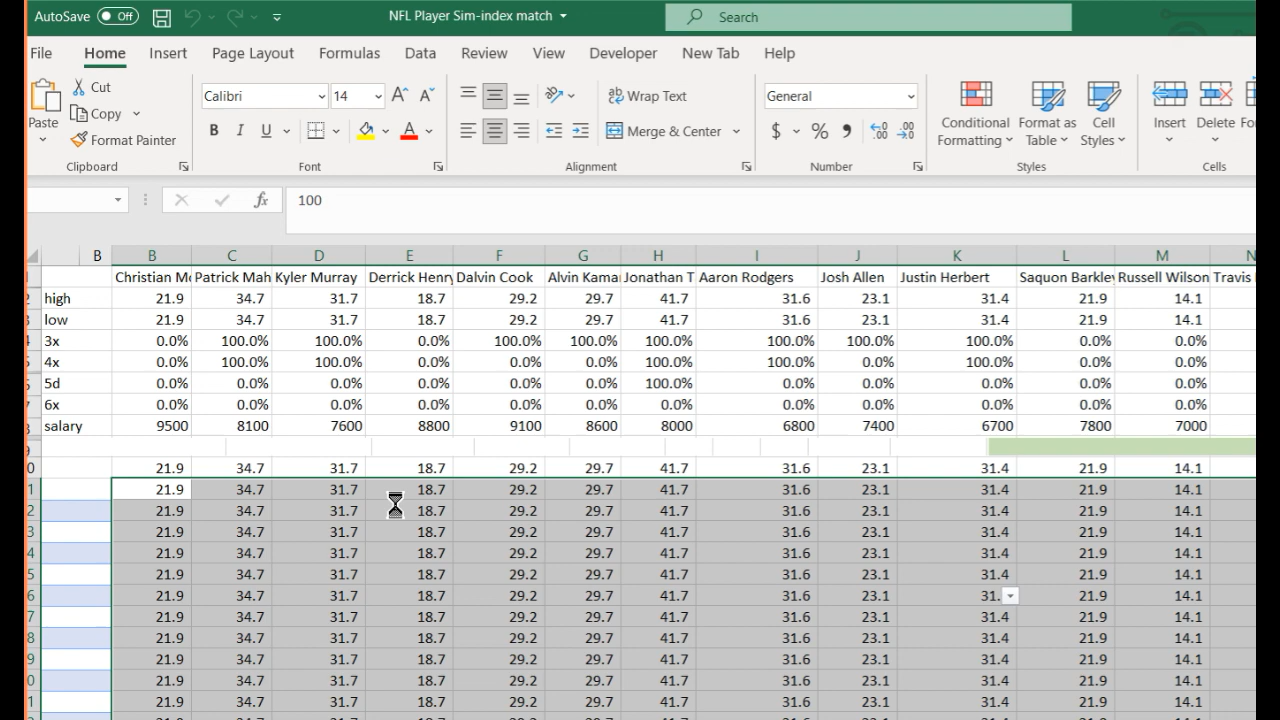 AutoSave Off NFL Player Sim-index match Search
File Home Insert Page Layout Formulas Data Review View Developer New Tab Help
Cut
Copy
Format Painter
Paste
Calibri 14
B I U
Wrap Text
Merge & Center
General
$ % 9
Conditional Formatting
Format as Table
Cell Styles
Insert Delete
Clipboard Font Alignment Number Styles Cells
fx 100
B B C D E F G H I J K L M N
Patrick Mah Kyler Murray Derrick Henry Dalvin Cook Alvin Kama Jonathan T Aaron Rodgers Josh Allen Justin Herbert Saquon Barkley Russell Wilson Travis
high 21.9 34.7 31.7 18.7 29.2 29.7 41.7 31.6 23.1 31.4 21.9 14.1
low 21.9 34.7 31.7 18.7 29.2 29.7 41.7 31.6 23.1 31.4 21.9 14.1
3x 0.0% 100.0% 100.0% 0.0% 100.0% 100.0% 100.0% 100.0% 100.0% 100.0% 0.0% 0.0%
4x 0.0% 100.0% 100.0% 0.0% 0.0% 0.0% 100.0% 100.0% 0.0% 100.0% 0.0% 0.0%
5d 0.0% 0.0% 0.0% 0.0% 0.0% 0.0% 100.0% 0.0% 0.0% 0.0% 0.0% 0.0%
6x 0.0% 0.0% 0.0% 0.0% 0.0% 0.0% 0.0% 0.0% 0.0% 0.0% 0.0% 0.0%
salary 9500 8100 7600 8800 9100 8600 8000 6800 7400 6700 7800 7000
21.9 34.7 31.7 18.7 29.2 29.7 41.7 31.6 23.1 31.4 21.9 14.1
21.9 34.7 31.7 18.7 29.2 29.7 41.7 31.6 23.1 31.4 21.9 14.1
21.9 34.7 31.7 18.7 29.2 29.7 41.7 31.6 23.1 31.4 21.9 14.1
21.9 34.7 31.7 18.7 29.2 29.7 41.7 31.6 23.1 31.4 21.9 14.1
21.9 34.7 31.7 18.7 29.2 29.7 41.7 31.6 23.1 31.4 21.9 14.1
21.9 34.7 31.7 18.7 29.2 29.7 41.7 31.6 23.1 31.4 21.9 14.1
21.9 34.7 31.7 18.7 29.2 29.7 41.7 31.6 23.1 31. 21.9 14.1
21.9 34.7 31.7 18.7 29.2 29.7 41.7 31.6 23.1 31.4 21.9 14.1
21.9 34.7 31.7 18.7 29.2 29.7 41.7 31.6 23.1 31.4 21.9 14.1
21.9 34.7 31.7 18.7 29.2 29.7 41.7 31.6 23.1 31.4 21.9 14.1
21.9 34.7 31.7 18.7 29.2 29.7 41.7 31.6 23.1 31.4 21.9 14.1
21.9 34.7 31.7 18.7 29.2 29.7 41.7 31.6 23.1 31.4 21.9 14.1